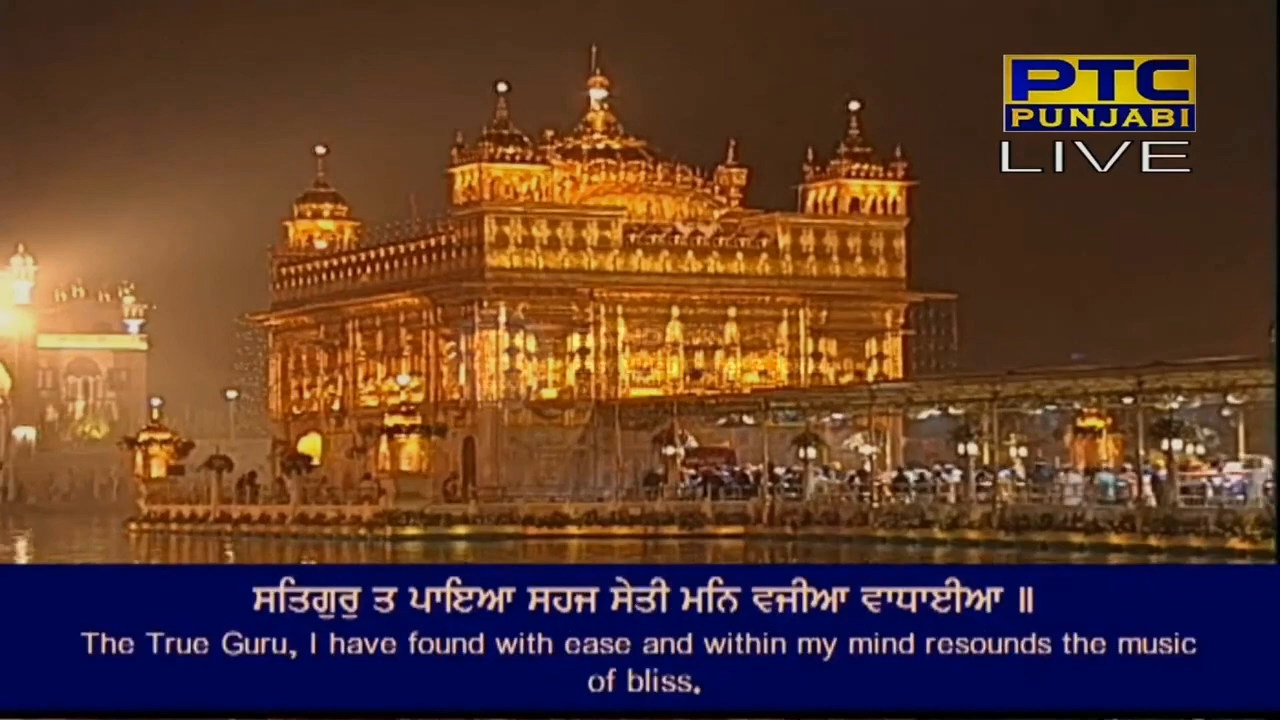 PTC
PUNJABI
LIVE
ਸਤਿਗੁਰੁ ਤ ਪਾਇਆ ਸਹਜ ਸੇਤੀ ਮਨਿ ਵਜੀਆ ਵਾਧਾਈਆ ॥
The True Guru, I have found with ease and within my mind resounds the music
of bliss.